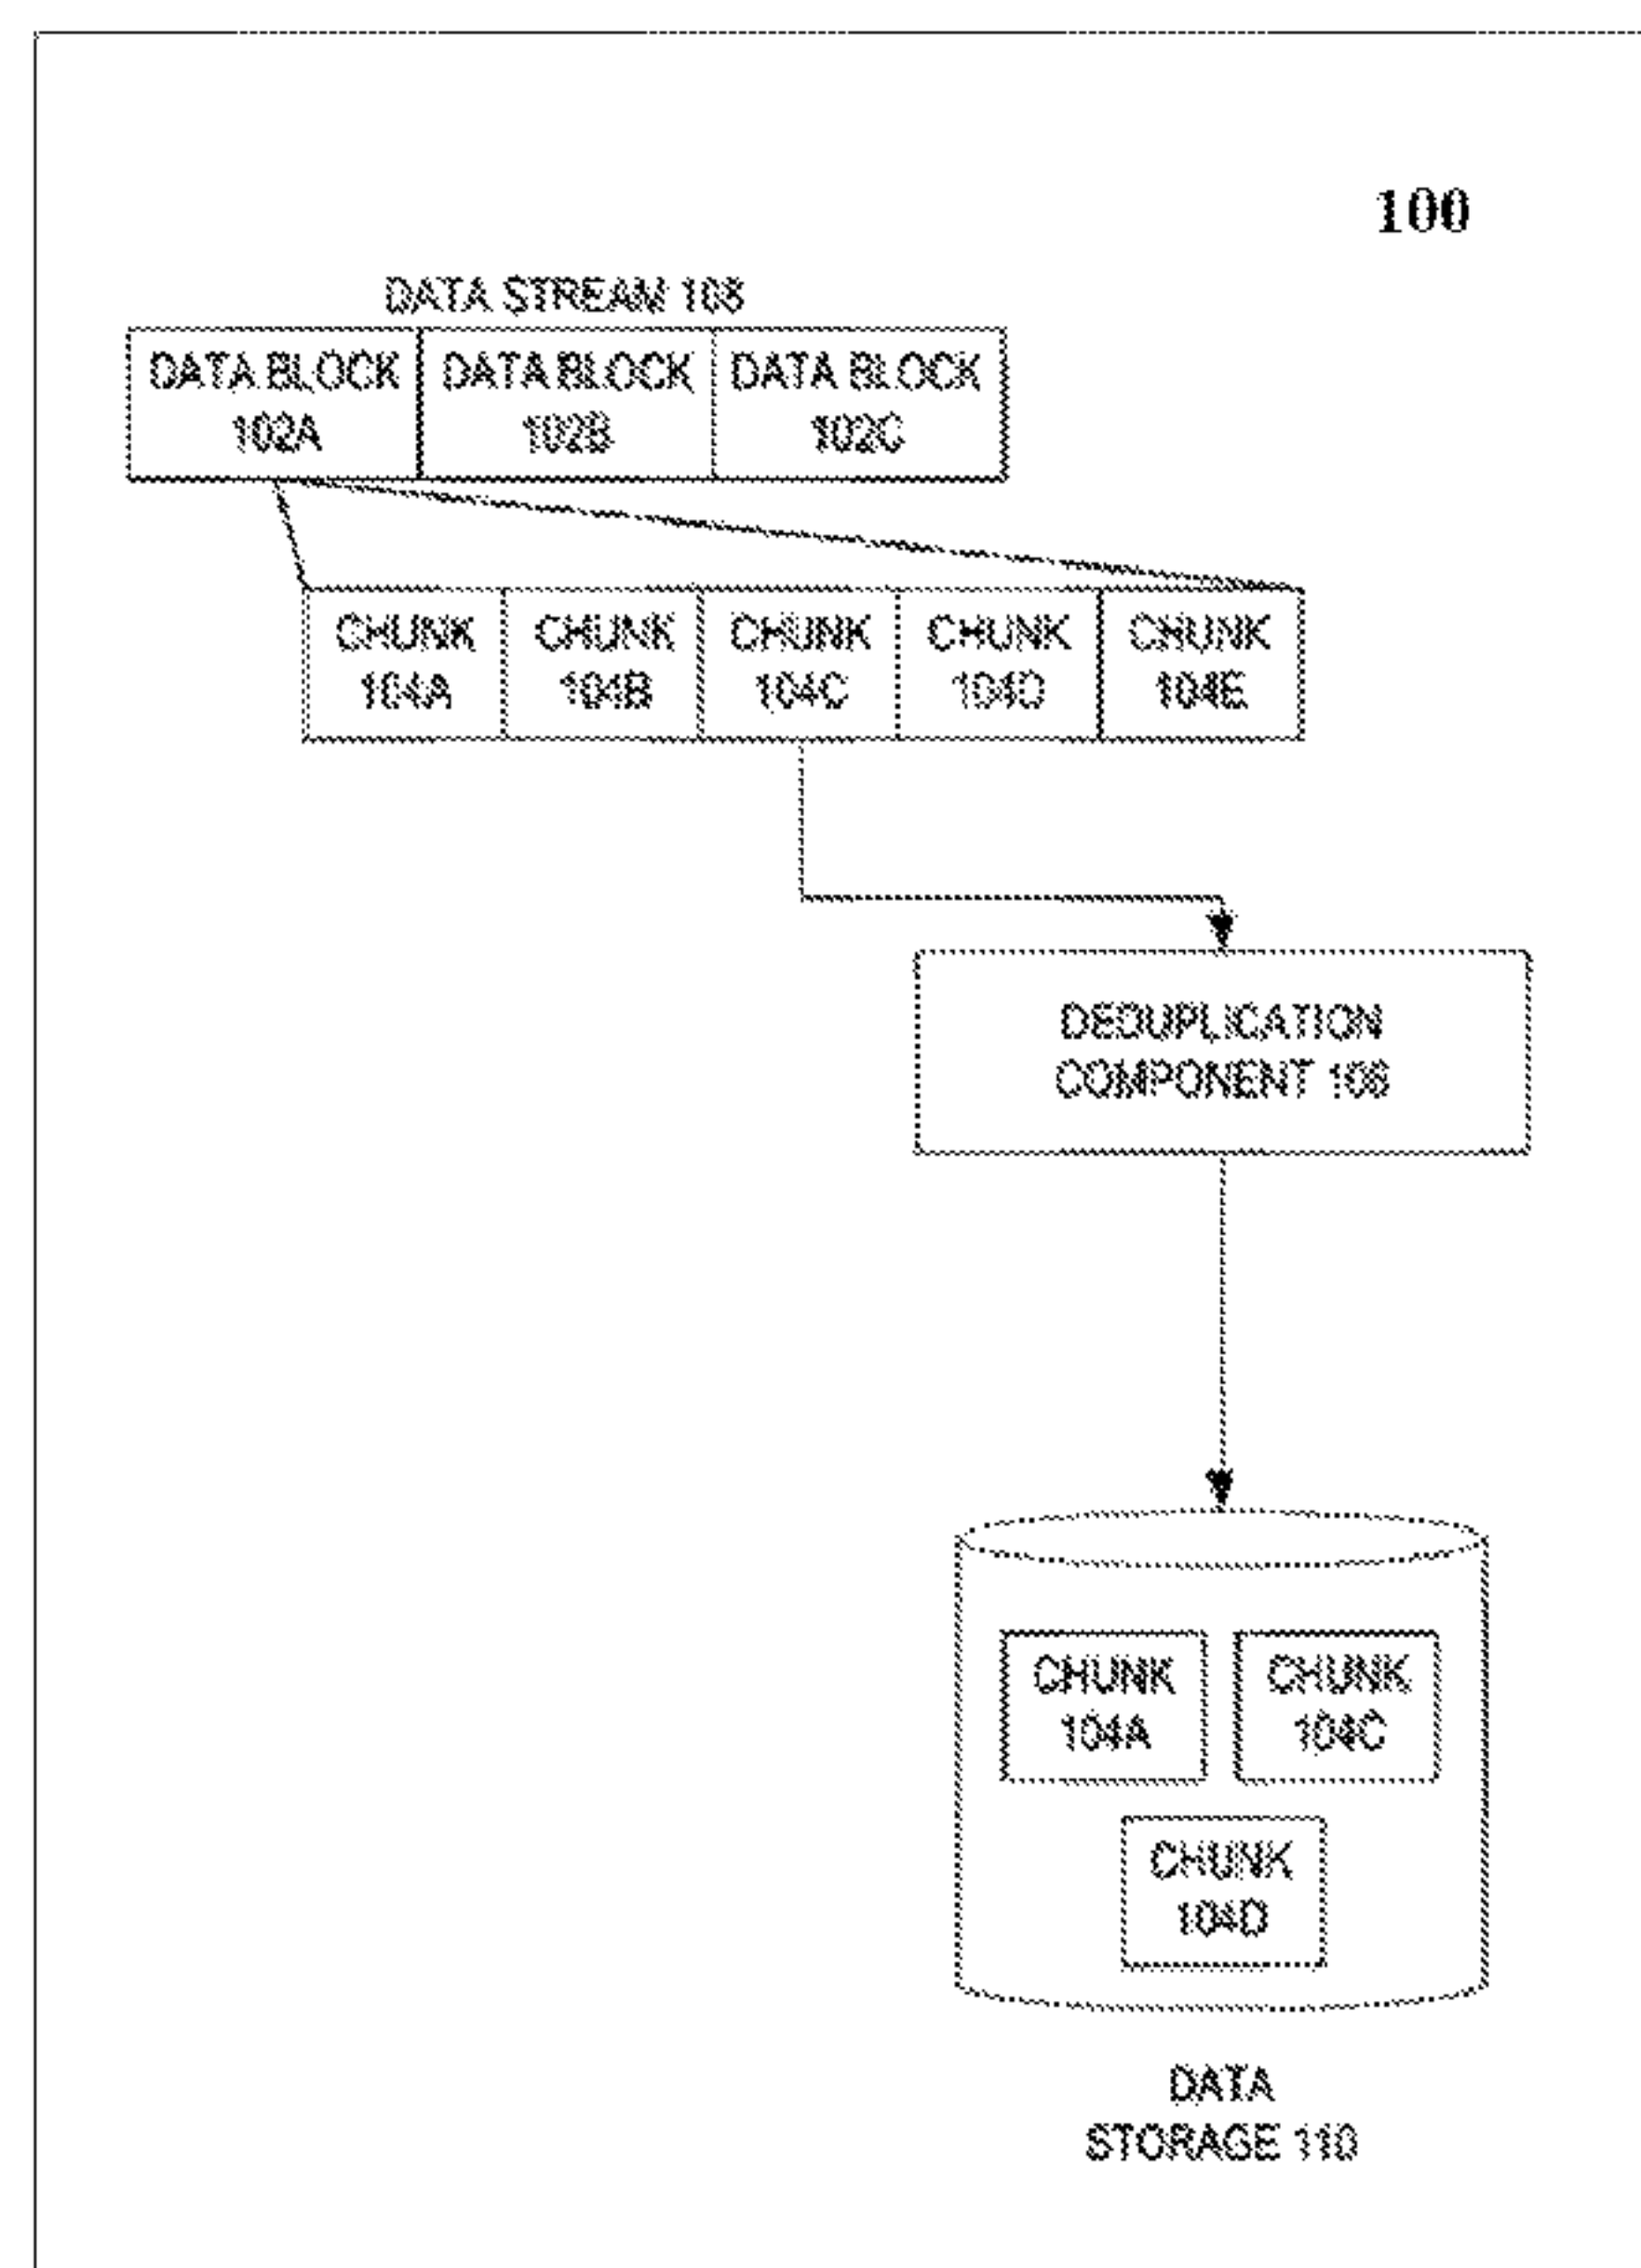 100
DATA STREAM 108
DATA BLOCK 102A
DATA BLOCK 102B
DATA BLOCK 102C
CHUNK 104A
CHUNK 104B
CHUNK 104C
CHUNK 104D
CHUNK 104E
DEDUPLICATION
COMPONENT 106
CHUNK 104A
CHUNK 104C
CHUNK 104D
DATA
STORAGE 110